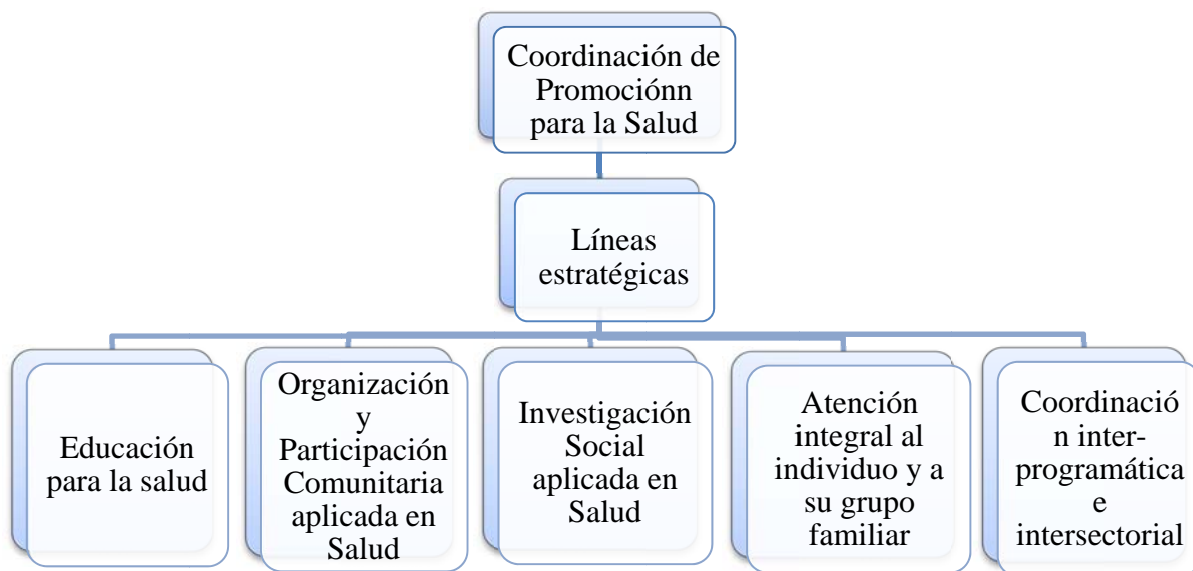 Coordinación de
Promociónn
para la Salud
Líneas
estratégicas
Educación
para la salud
Organización
y
Participación
Comunitaria
aplicada en
Salud
Investigación
Social
aplicada en
Salud
Atención
integral al
individuo y a
su grupo
familiar
Coordinació
n inter-
programática
e
intersectorial